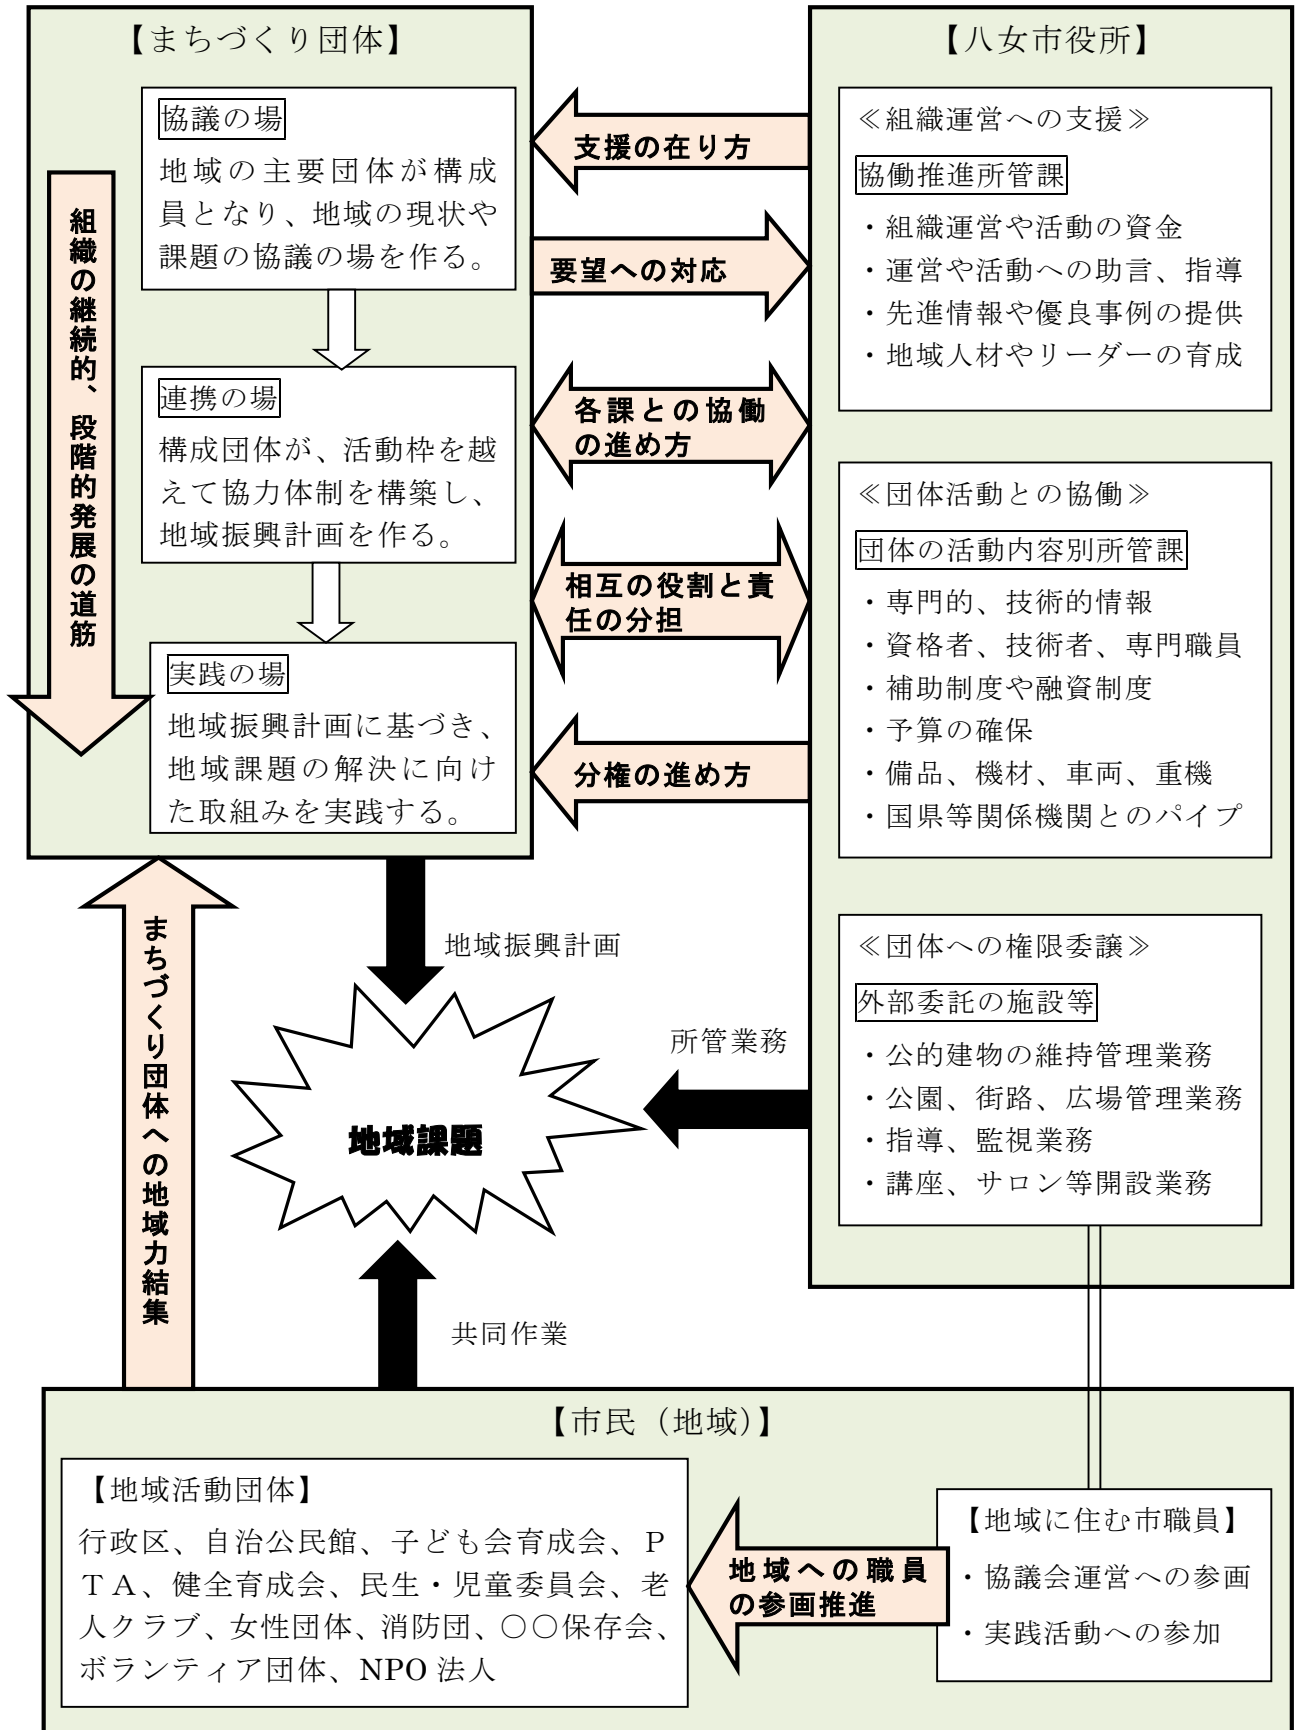 【まちづくり団体】
協議の場
地域の主要団体が構成
員となり、地域の現状や
課題の協議の場を作る。
連携の場
構成団体が、活動枠を越
えて協力体制を構築し、
地域振興計画を作る。
実践の場
地域振興計画に基づき、
地域課題の解決に向け
た取組みを実践する。
組織の継続的、段階的発展の道筋
支援の在り方
要望への対応
各課との協働
の進め方
相互の役割と責
任の分担
分権の進め方
【八女市役所】
≪組織運営への支援≫
協働推進所管課
・組織運営や活動の資金
・運営や活動への助言、指導
・先進情報や優良事例の提供
・地域人材やリーダーの育成
≪団体活動との協働≫
団体の活動内容別所管課
・専門的、技術的情報
・資格者、技術者、専門職員
・補助制度や融資制度
・予算の確保
・備品、機材、車両、重機
・国県等関係機関とのパイプ
≪団体への権限委譲≫
外部委託の施設等
・公的建物の維持管理業務
・公園、街路、広場管理業務
・指導、監視業務
・講座、サロン等開設業務
まちづくり団体への地域力結集
地域振興計画
所管業務
地域課題
共同作業
【市民（地域）】
【地域活動団体】
行政区、自治公民館、子ども会育成会、Ｐ
ＴＡ、健全育成会、民生・児童委員会、老
人クラブ、女性団体、消防団、○○保存会、
ボランティア団体、NPO 法人
地域への職員
の参画推進
【地域に住む市職員】
・協議会運営への参画
・実践活動への参加